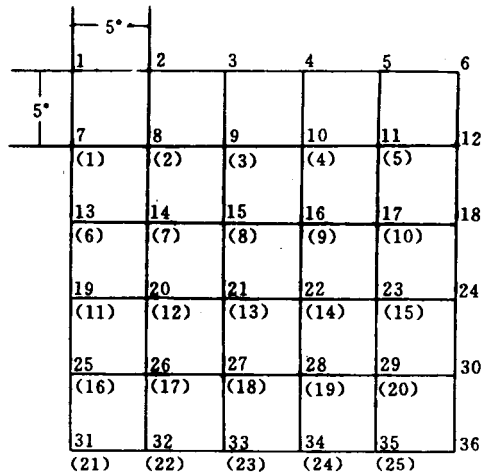 5°
1 2 3 4 5 6
5°
7 8 9 10 11 12
(1) (2) (3) (4) (5)
13 14 15 16 17 18
(6) (7) (8) (9) (10)
19 20 21 22 23 24
(11) (12) (13) (14) (15)
25 26 27 28 29 30
(16) (17) (18) (19) (20)
31 32 33 34 35 36
(21) (22) (23) (24) (25)